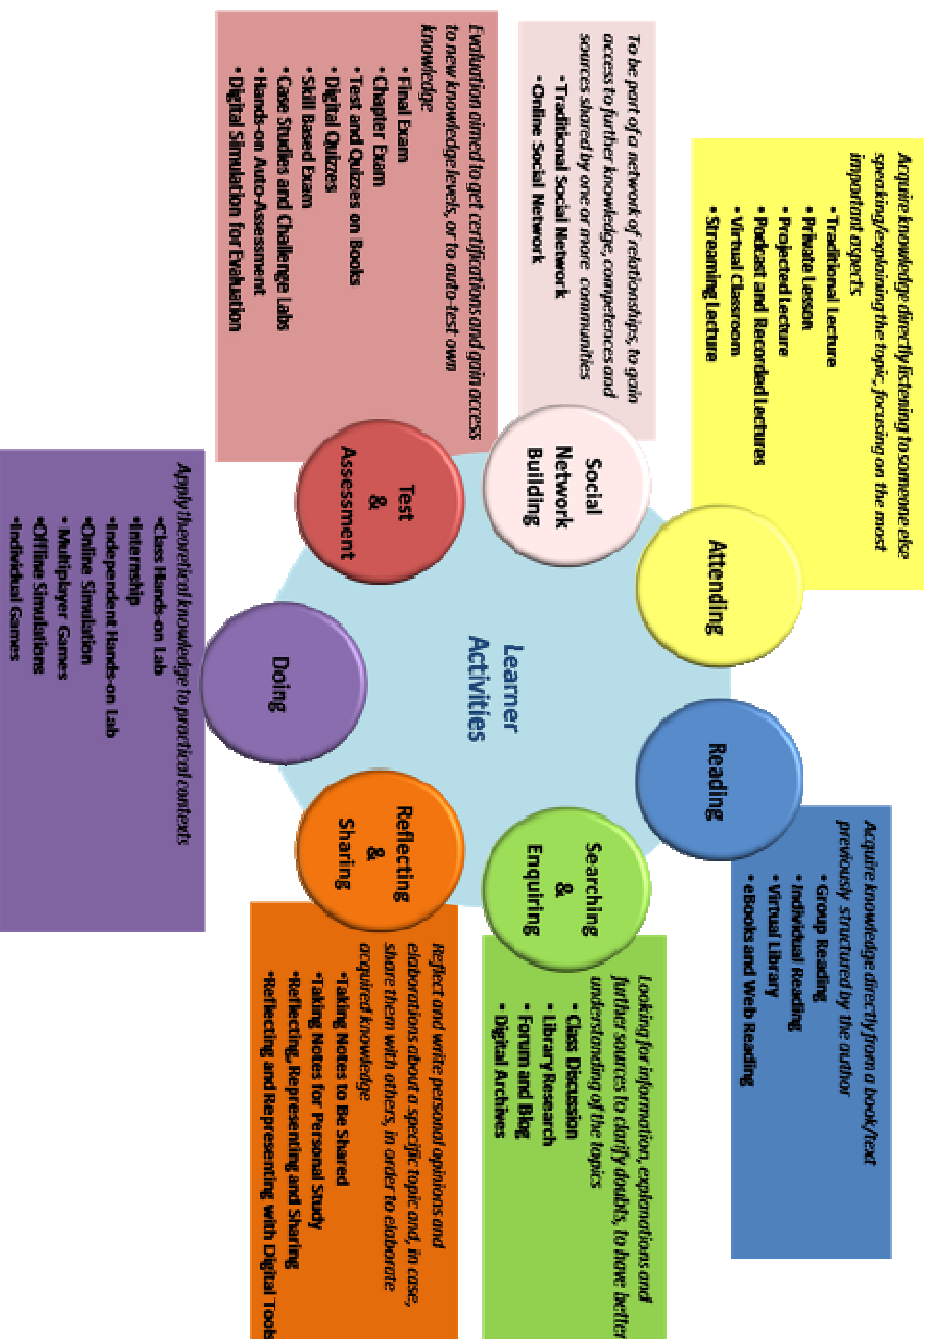 Learner
Activities
Attending
Acquire knowledge directly listening to someone else
speaking/explaining the topic, focusing on the most
important aspects
• Traditional Lecture
• Private Lesson
• Projected Lecture
• Podcast and Recorded Lectures
• Virtual Classroom
• Streaming Lecture
Reading
Acquire knowledge directly from a book/text
previously structured by the author
• Group Reading
• Individual Reading
• Virtual Library
• eBooks and Web Reading
Searching
&
Enquiring
Looking for information, explanations and
further sources to clarify doubts, to have better
understanding of the topics
• Class Discussion
• Library Research
• Forum and Blog
• Digital Archives
Reflecting
&
Sharing
Reflect and write personal opinions and
elaborations about a specific topic and, in case,
share them with others, in order to elaborate
acquired knowledge
•Taking Notes to Be Shared
•Taking Notes for Personal Study
•Reflecting, Representing and Sharing
•Reflecting and Representing with Digital Tools
Doing
Apply theoretical knowledge to practical contexts
•Class Hands-on Lab
•Internship
•Independent Hands-on Lab
•Online Simulation
• Multiplayer Games
•Offline Simulations
•Individual Games
Test
&
Assessment
Evaluation aimed to get certifications and gain access
to new knowledge levels, or to auto-test own
knowledge
• Final Exam
• Chapter Exam
• Test and Quizzes on Books
• Digital Quizzes
• Skill Based Exam
• Case Studies and Challenge Labs
• Hands-on Auto-Assessment
• Digital Simulation for Evaluation
Social
Network
Building
To be part of a network of relationships, to gain
access to further knowledge, competences and
sources shared by one or more communities
• Traditional Social Network
• Online Social Network